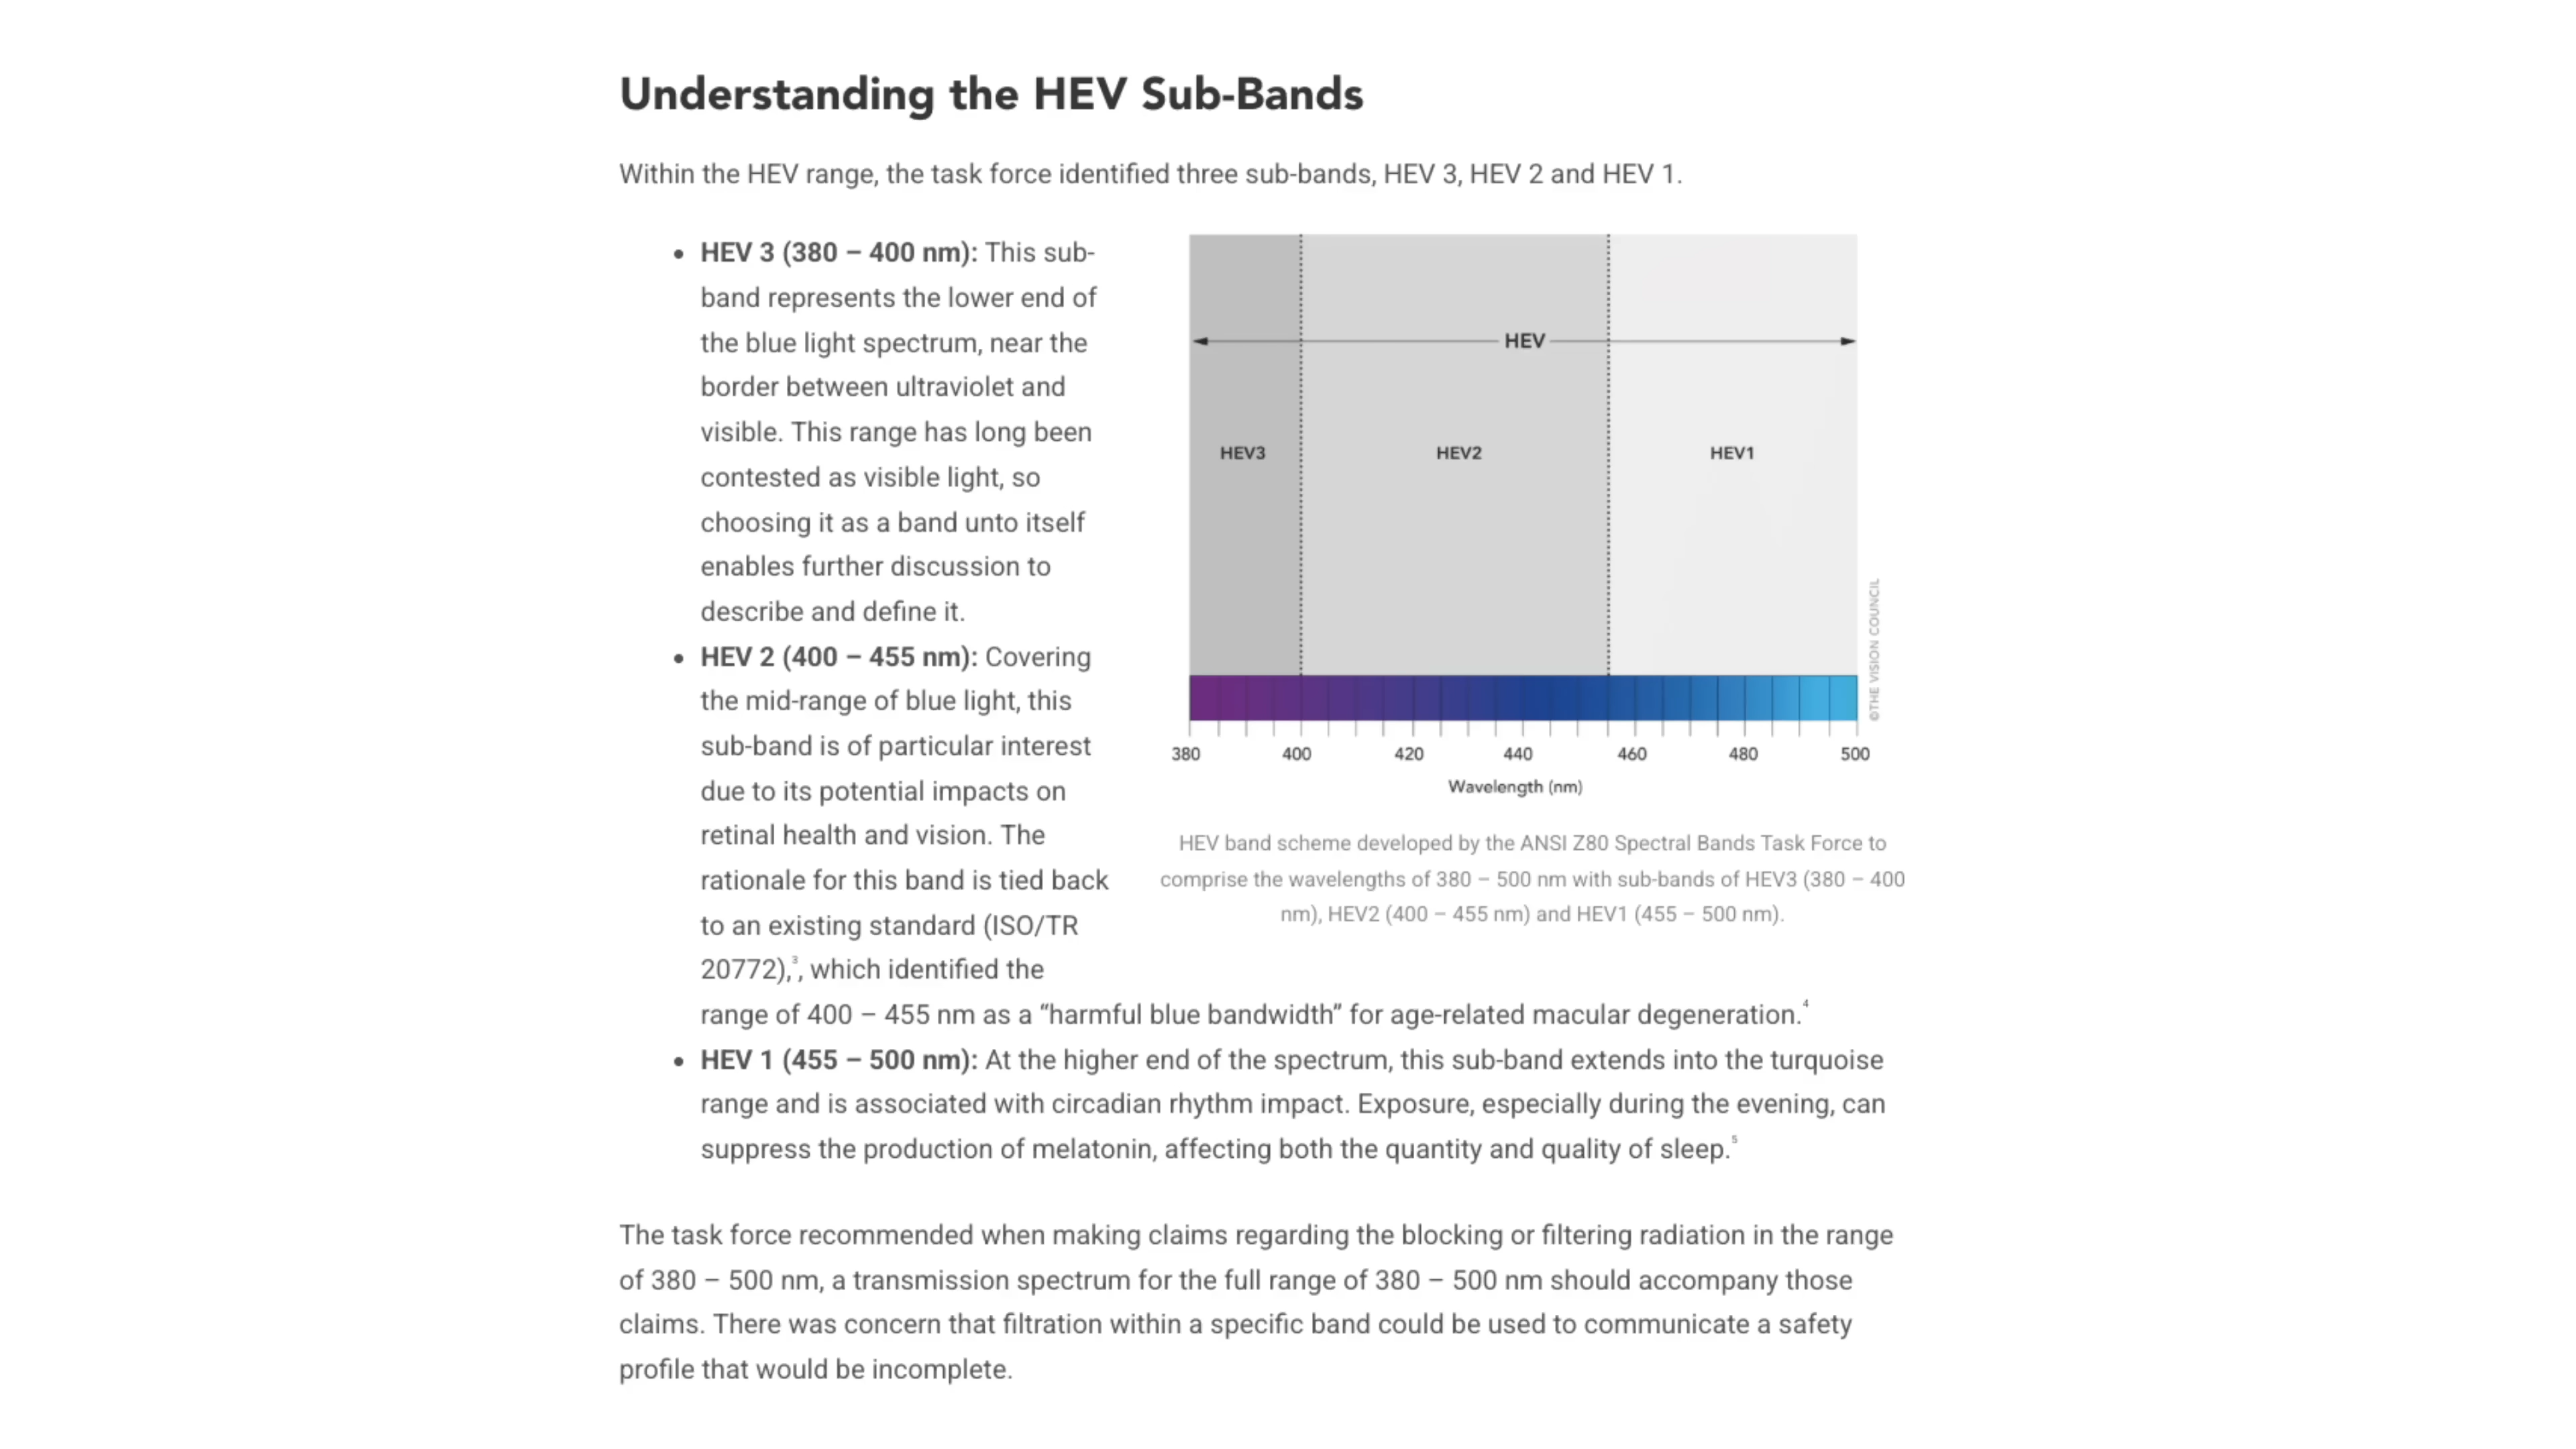 Understanding the HEV Sub-Bands
Within the HEV range, the task force identified three sub-bands, HEV 3, HEV 2 and HEV 1.
• HEV 3 (380 – 400 nm): This sub-
band represents the lower end of
the blue light spectrum, near the
border between ultraviolet and
visible. This range has long been
contested as visible light, so
choosing it as a band unto itself
enables further discussion to
describe and define it.
• HEV 2 (400 – 455 nm): Covering
the mid-range of blue light, this
sub-band is of particular interest
due to its potential impacts on
retinal health and vision. The
rationale for this band is tied back
to an existing standard (ISO/TR
20772),³, which identified the
range of 400 – 455 nm as a “harmful blue bandwidth” for age-related macular degeneration.⁴
• HEV 1 (455 – 500 nm): At the higher end of the spectrum, this sub-band extends into the turquoise
range and is associated with circadian rhythm impact. Exposure, especially during the evening, can
suppress the production of melatonin, affecting both the quantity and quality of sleep.⁵
HEV
HEV3 HEV2 HEV1
380 400 420 440 460 480 500
Wavelength (nm)
©THE VISION COUNCIL
HEV band scheme developed by the ANSI Z80 Spectral Bands Task Force to
comprise the wavelengths of 380 – 500 nm with sub-bands of HEV3 (380 – 400
nm), HEV2 (400 – 455 nm) and HEV1 (455 – 500 nm).
The task force recommended when making claims regarding the blocking or filtering radiation in the range
of 380 – 500 nm, a transmission spectrum for the full range of 380 – 500 nm should accompany those
claims. There was concern that filtration within a specific band could be used to communicate a safety
profile that would be incomplete.